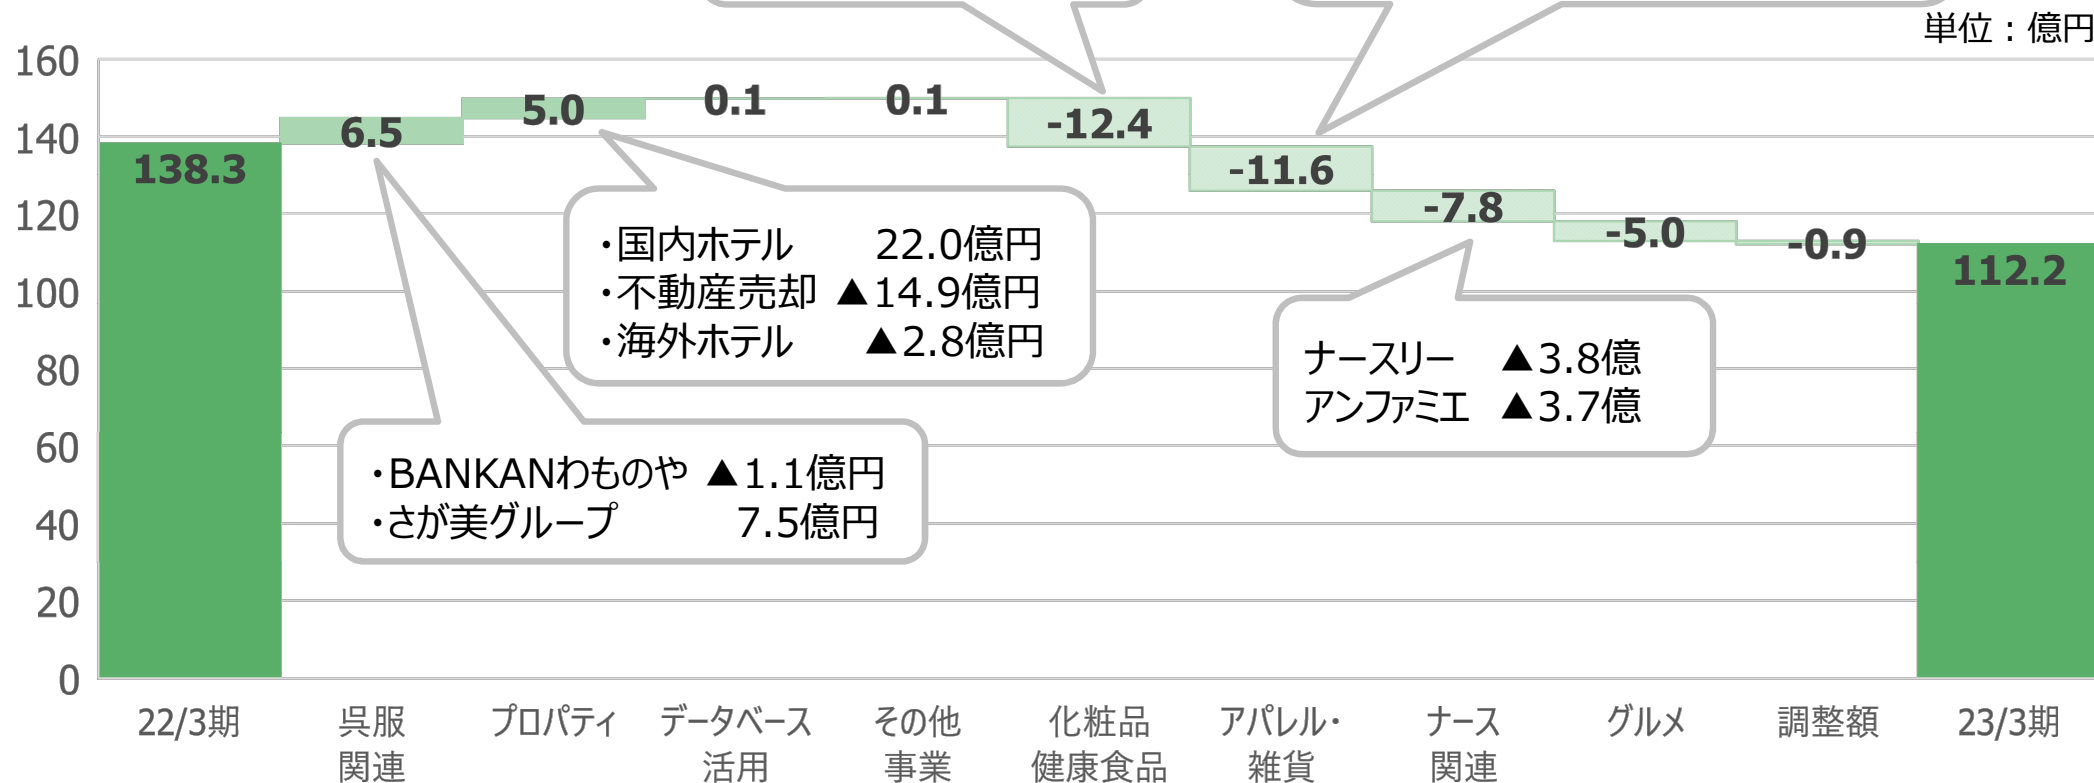 単位：億円
160
140
120
100
80
60
40
20
0
138.3
6.5
5.0
0.1
0.1
-12.4
-11.6
-7.8
-5.0
-0.9
112.2
・国内ホテル 22.0億円
・不動産売却 ▲14.9億円
・海外ホテル ▲2.8億円
ナースリー ▲3.8億
アンファミエ ▲3.7億
・BANKANわものや ▲1.1億円
・さが美グループ 7.5億円
22/3期
呉服
関連
プロパティ
データベース
活用
その他
事業
化粧品
健康食品
アパレル・
雑貨
ナース
関連
グルメ
調整額
23/3期